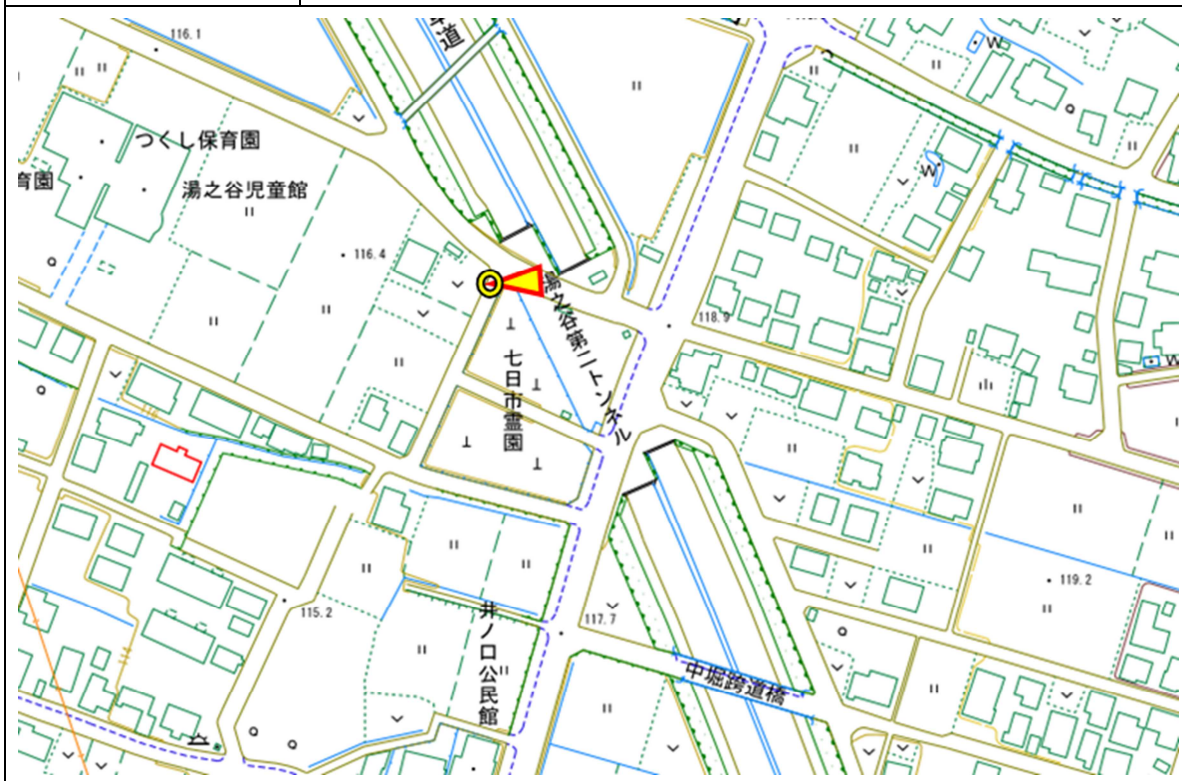 116.1
道
W
つくし保育園
育園
湯之谷児童館
W
116.4
湯之谷第二トンネル
118.9
七日市霊園
W
119.2
115.2
117.7
井ノ口公民館
中堀跨道橋